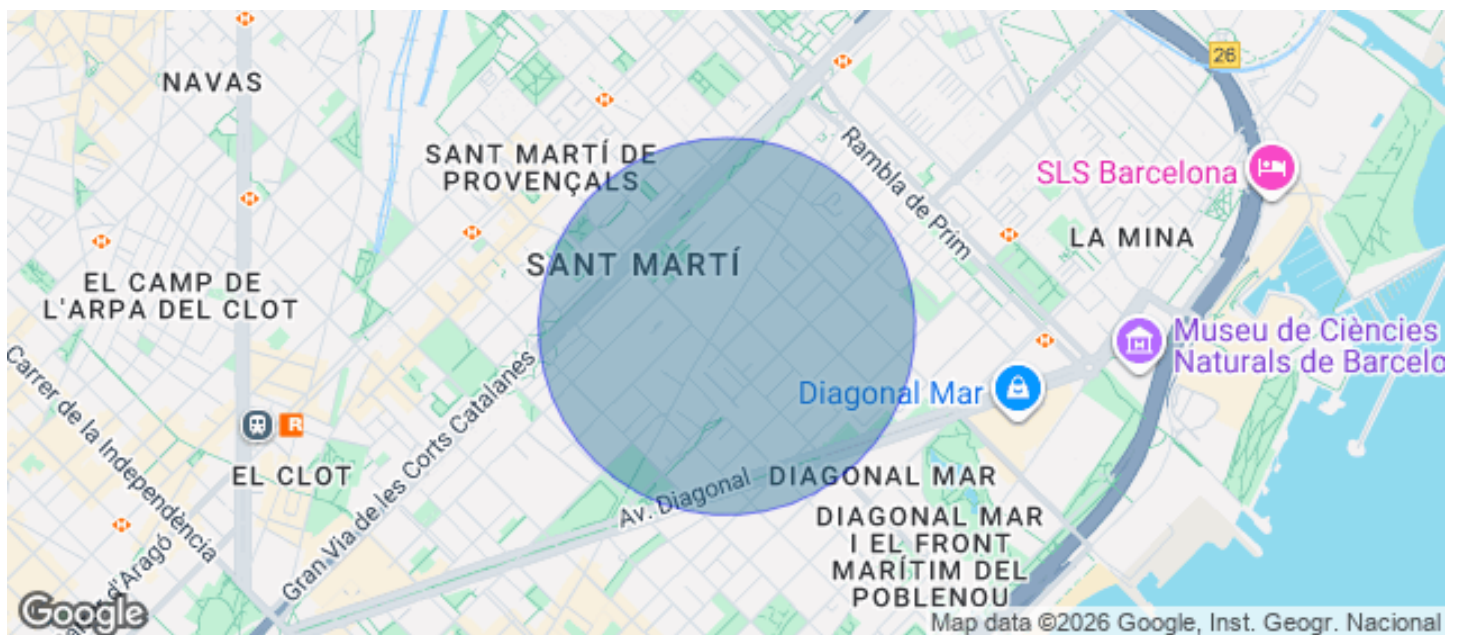 NAVAS
26
SANT MARTÍ DE
PROVENÇALS
Rambla de Prim
SLS Barcelona
LA MINA
SANT MARTÍ
EL CAMP DE
L'ARPA DEL CLOT
Museu de Ciències
Naturals de Barcelo
Carrer de la Independència
Gran Via de les Corts Catalanes
Diagonal Mar
R
EL CLOT
Av. Diagonal
DIAGONAL MAR
DIAGONAL MAR
I EL FRONT
MARÍTIM DEL
POBLENOU
d'Aragó
Google
Map data ©2026 Google, Inst. Geogr. Nacional